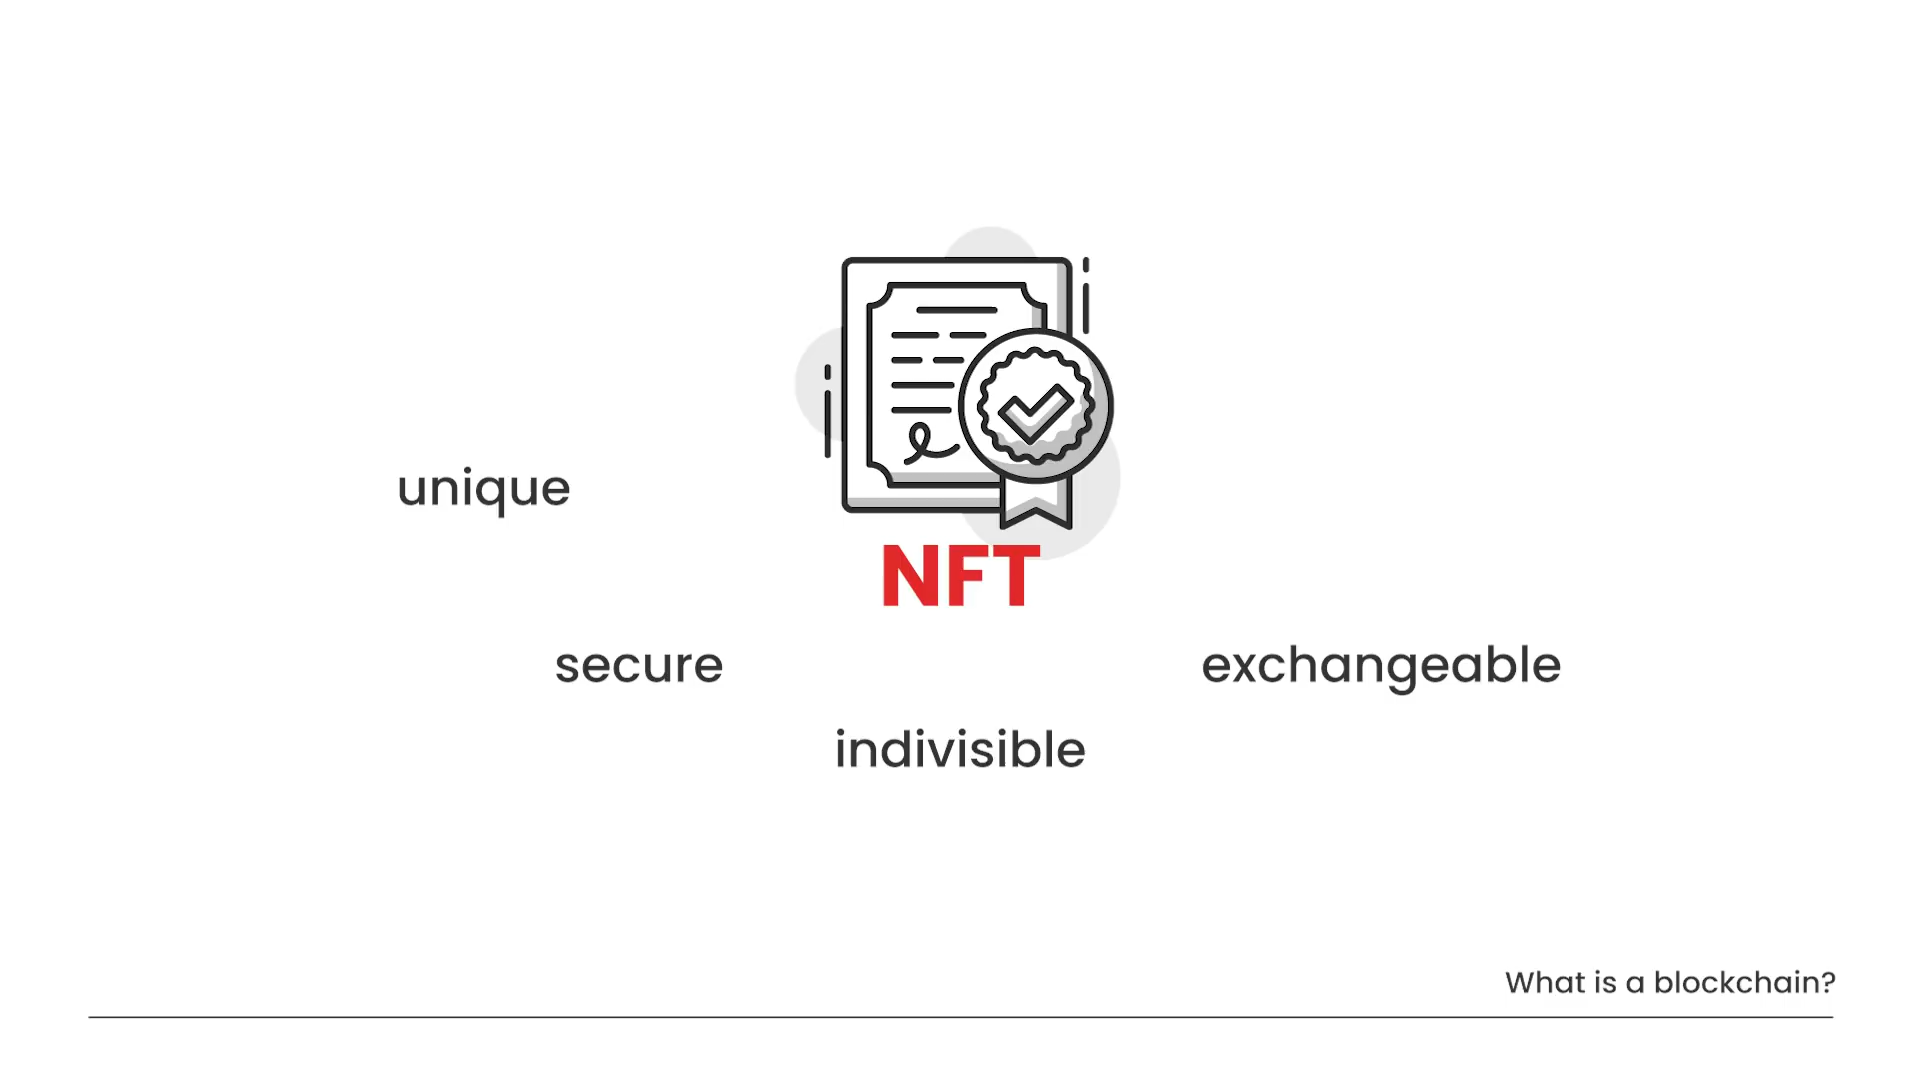 unique
NFT
secure
exchangeable
indivisible
What is a blockchain?